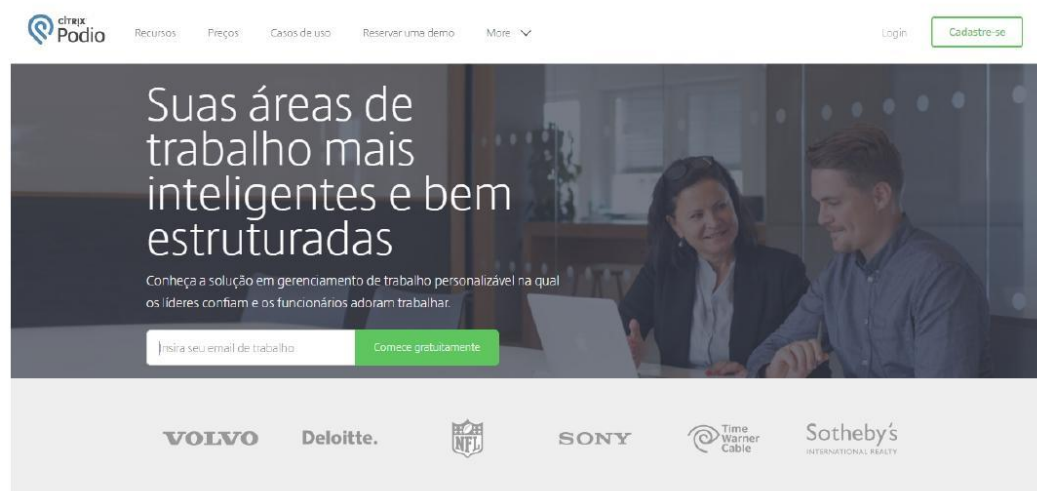 citrix
Podio
Recursos Preços Casos de uso Reservar uma demo More Login Cadastre-se
Suas áreas de
trabalho mais
inteligentes e bem
estruturadas
Conheça a solução em gerenciamento de trabalho personalizável na qual
os líderes confiam e os funcionários adoram trabalhar.
Insira seu email de trabalho Comece gratuitamente
VOLVO Deloitte. NFL SONY Time
Warner
Cable
Sotheby's
INTERNATIONAL REALTY